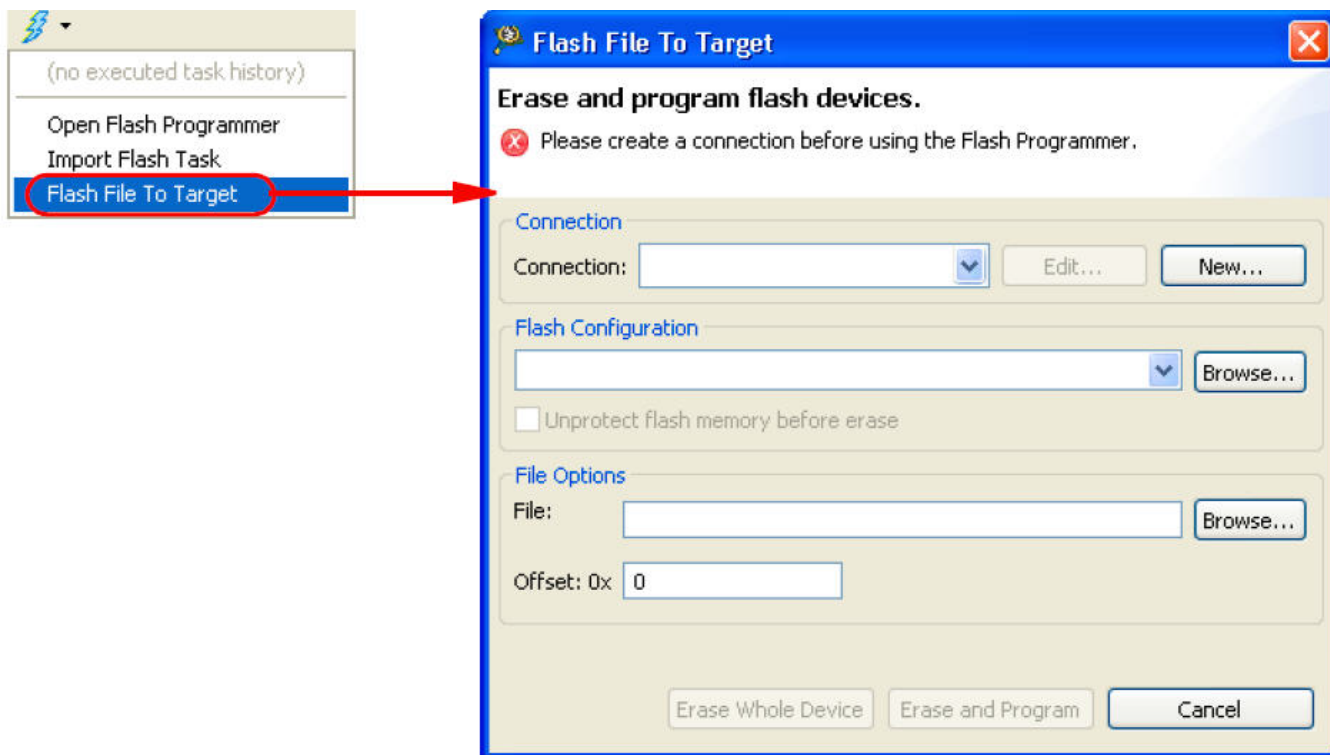 (no executed task history)
Open Flash Programmer
Import Flash Task
Flash File To Target
Flash File To Target
Erase and program flash devices.
Please create a connection before using the Flash Programmer.
Connection
Connection:
Edit...
New...
Flash Configuration
Browse...
Unprotect flash memory before erase
File Options
File:
Browse...
Offset: 0x 0
Erase Whole Device
Erase and Program
Cancel